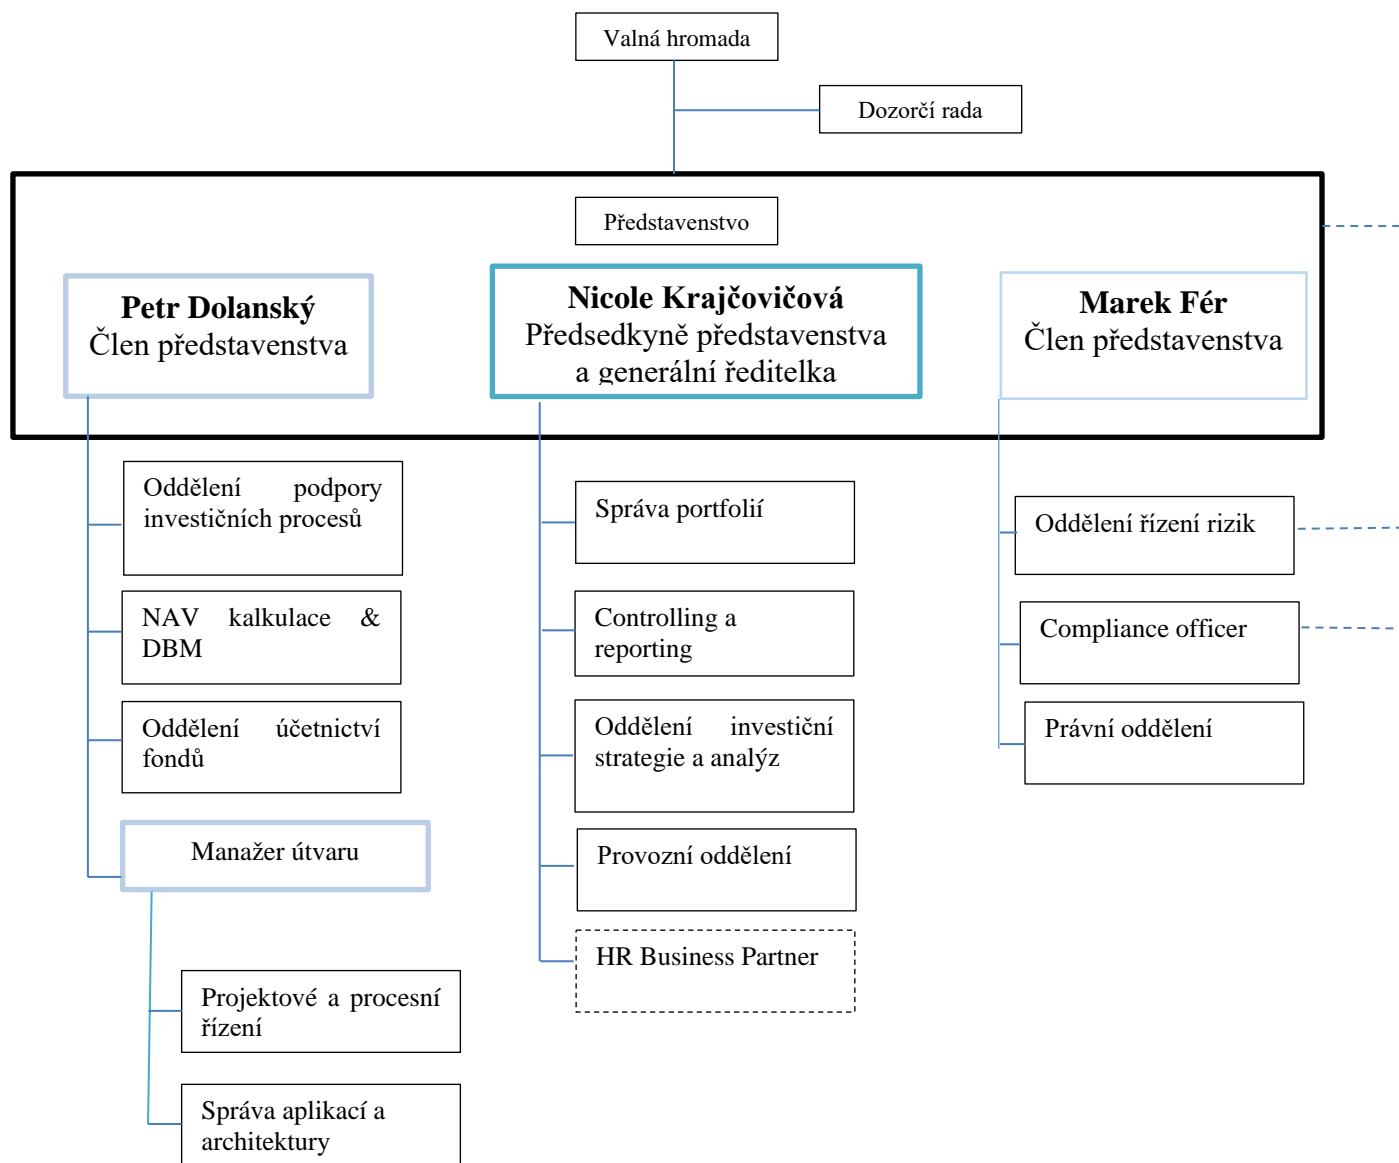 Valná hromada
Dozorčí rada
Představenstvo
Petr Dolanský
Člen představenstva
Nicole Krajčovičová
Předsedkyně představenstva
a generální ředitelka
Marek Fér
Člen představenstva
Oddělení podpory
investičních procesů
NAV kalkulace &
DBM
Oddělení účetnictví
fondů
Manažer útvaru
Projektové a procesní
řízení
Správa aplikací a
architektury
Správa portfolií
Controlling a
reporting
Oddělení investiční
strategie a analýz
Provozní oddělení
HR Business Partner
Oddělení řízení rizik
Compliance officer
Právní oddělení